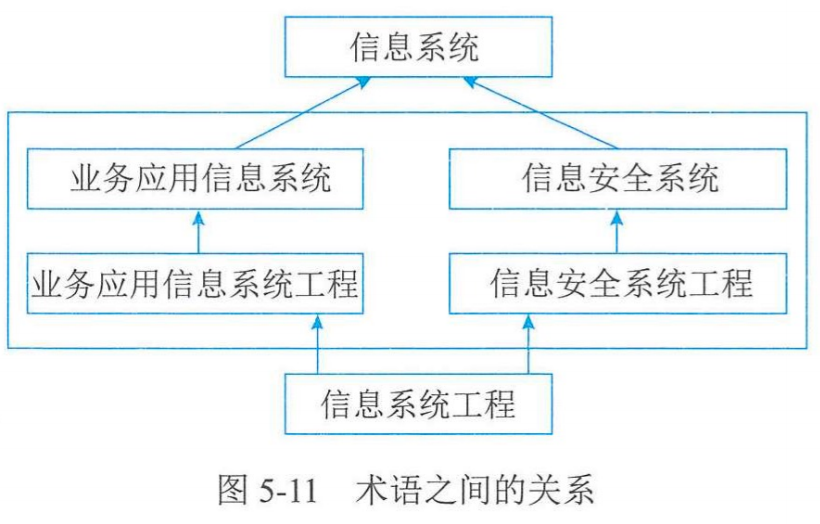 信息系统
业务应用信息系统
信息安全系统
业务应用信息系统工程
信息安全系统工程
信息系统工程
图 5-11 术语之间的关系